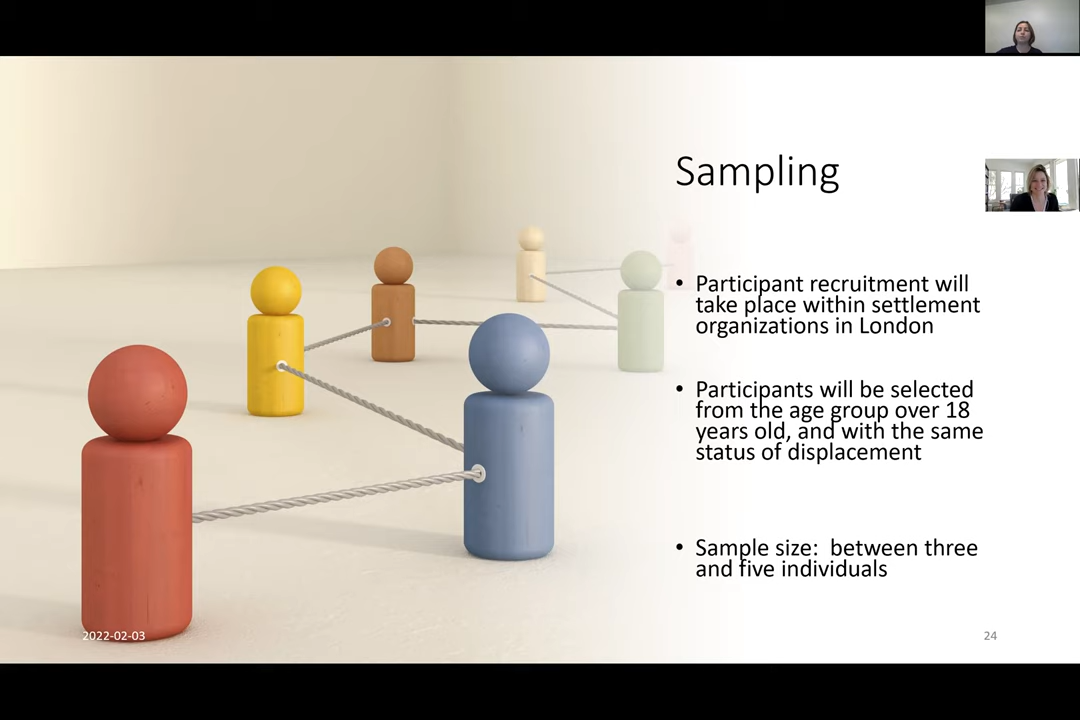 Sampling
• Participant recruitment will
take place within settlement
organizations in London
• Participants will be selected
from the age group over 18
years old, and with the same
status of displacement
• Sample size:  between three
and five individuals
2022-02-03
24